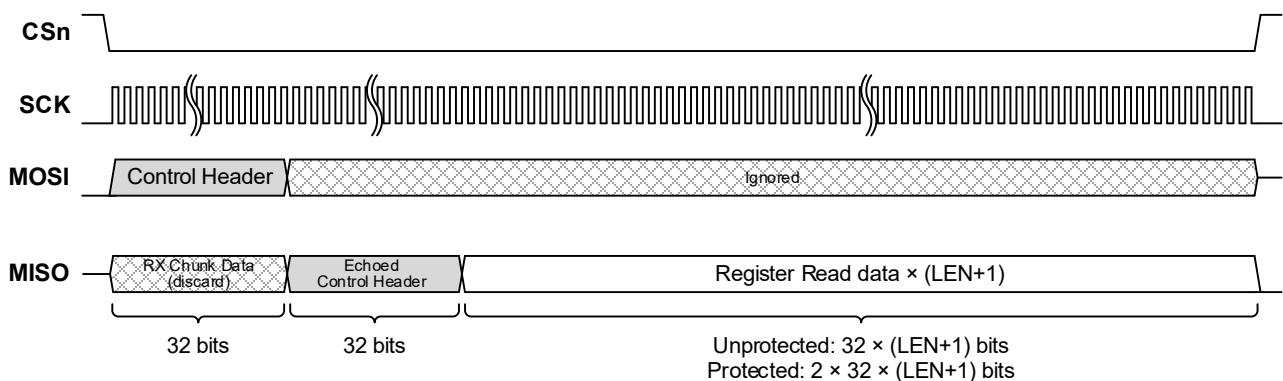 CSn
SCK
MOSI
Control Header
Ignored
MISO
RX Chunk Data
(discard)
Echoed
Control Header
Register Read data × (LEN+1)
32 bits
32 bits
Unprotected: 32 × (LEN+1) bits
Protected: 2 × 32 × (LEN+1) bits